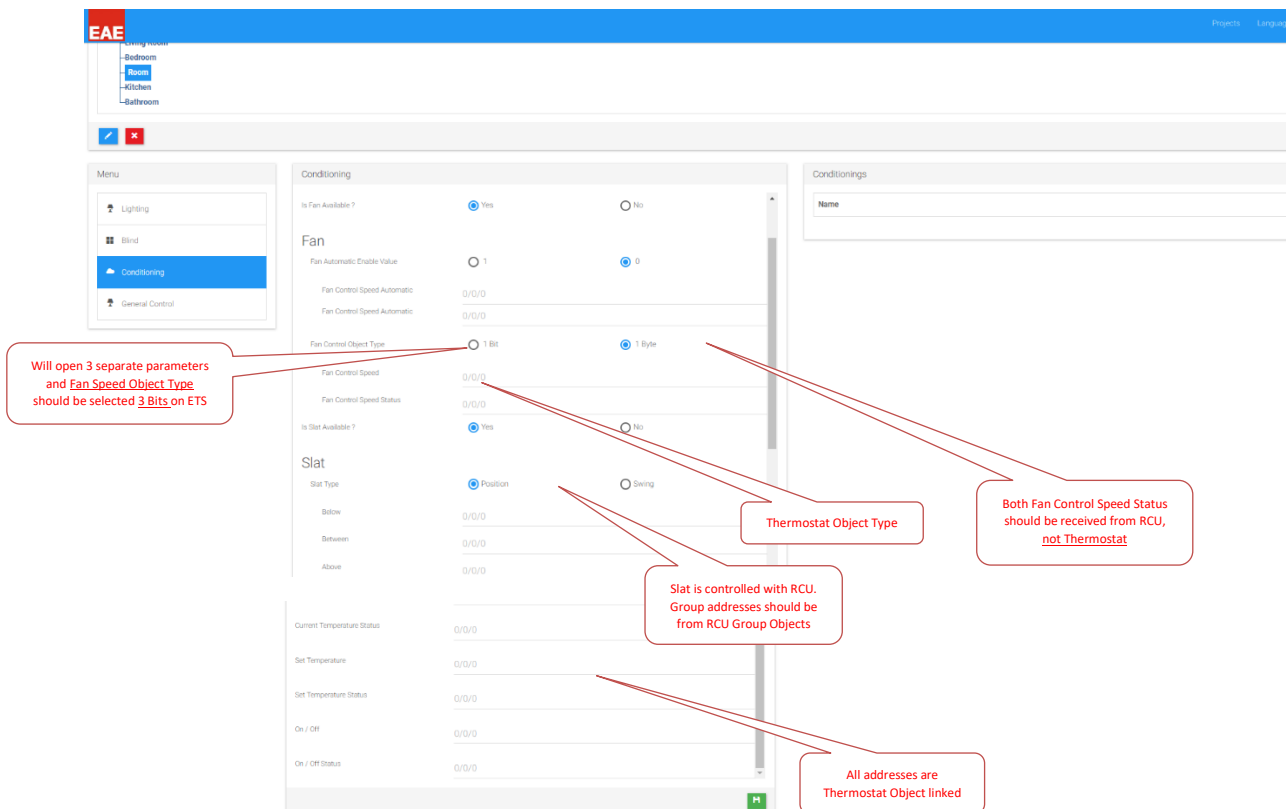 EAE
Projects Languag
Living Room
Bedroom
Room
Kitchen
Bathroom
Menu
Lighting
Blind
Conditioning
General Control
Conditioning
Is Fan Available ? Yes No
Fan
Fan Automatic Enable Value 1 0
Fan Control Speed Automatic 0/0/0
Fan Control Speed Automatic 0/0/0
Fan Control Object Type 1 Bit 1 Byte
Fan Control Speed 0/0/0
Fan Control Speed Status 0/0/0
Is Slat Available ? Yes No
Slat
Slat Type Position Swing
Below 0/0/0
Between 0/0/0
Above 0/0/0
Current Temperature Status 0/0/0
Set Temperature 0/0/0
Set Temperature Status 0/0/0
On / Off 0/0/0
On / Off Status 0/0/0
Conditionings
Name
Will open 3 separate parameters
and Fan Speed Object Type
should be selected 3 Bits on ETS
Thermostat Object Type
Both Fan Control Speed Status
should be received from RCU,
not Thermostat
Slat is controlled with RCU.
Group addresses should be
from RCU Group Objects
All addresses are
Thermostat Object linked